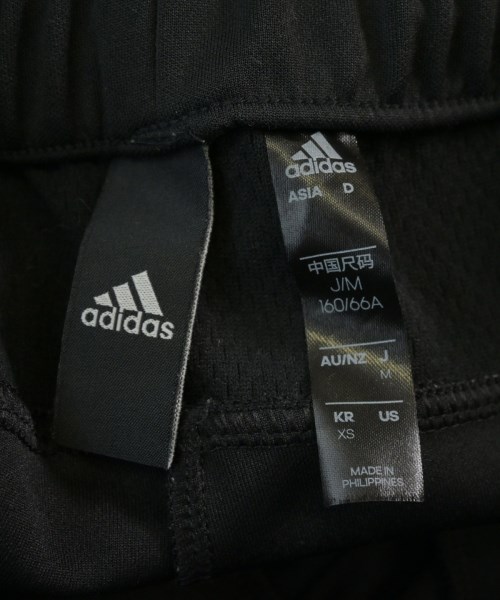 adidas
adidas
ASIA D
中国尺码
J/M
160/66A
AU/NZ J
M
KR US
XS
MADE IN
PHILIPPINES